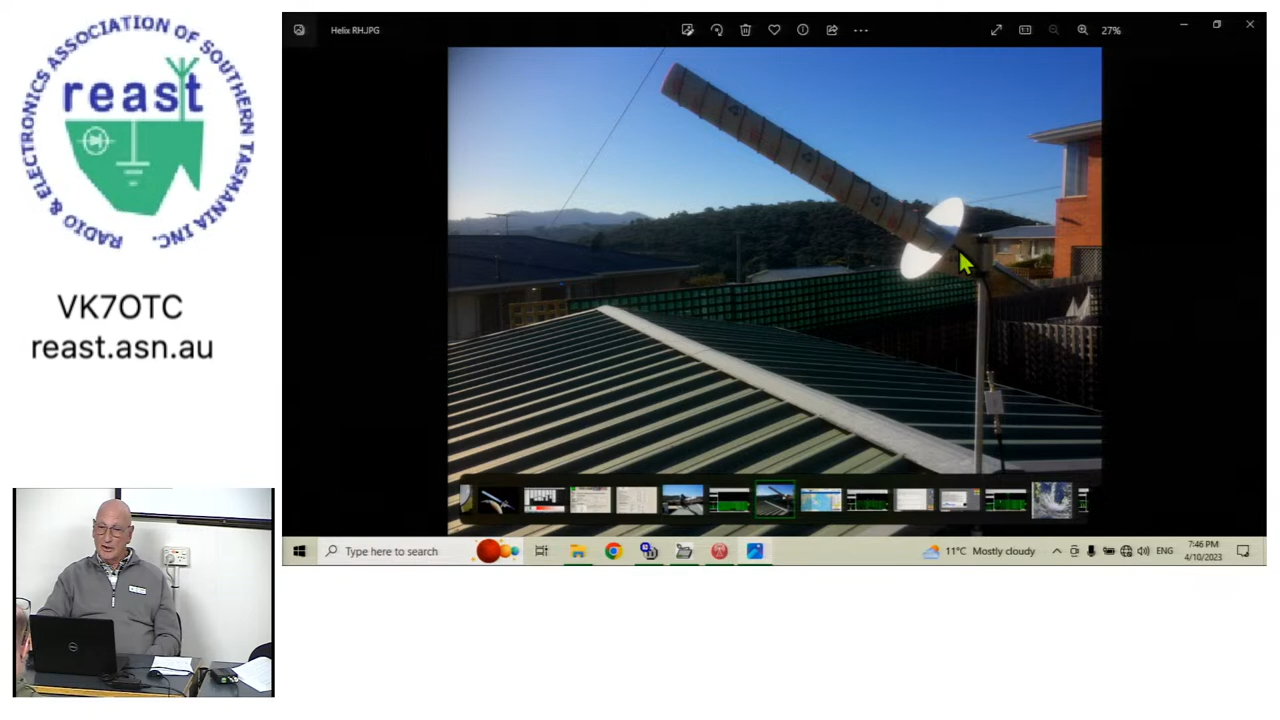 RADIO & ELECTRONICS ASSOCIATION OF SOUTHERN TASMANIA INC.
reast
VK7OTC
reast.asn.au
Helix RH.JPG
27%
Type here to search
11°C Mostly cloudy
ENG
7:46 PM
4/10/2023